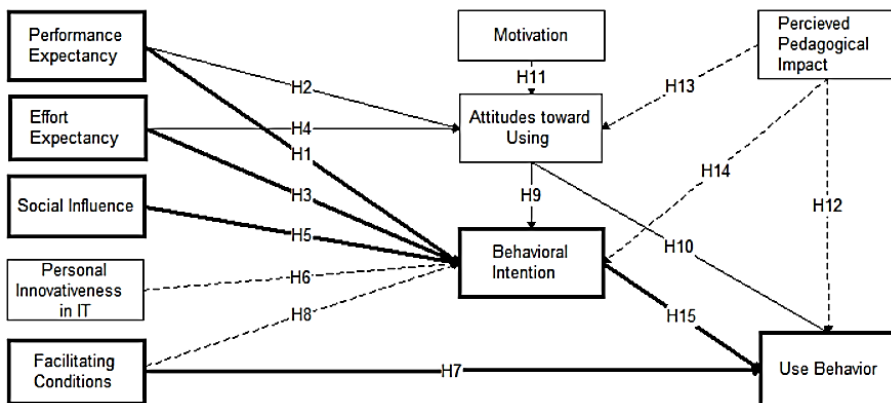 Performance
Expectancy
Motivation
Percieved
Pedagogical
Impact
H11
H2
H13
Effort
Expectancy
H4
Attitudes toward
Using
H1
H14
H3
H9
Social Influence
H12
H5
H10
Behavioral
Intention
Personal
Innovativeness
in IT
H6
H8
H15
Facilitating
Conditions
H7
Use Behavior